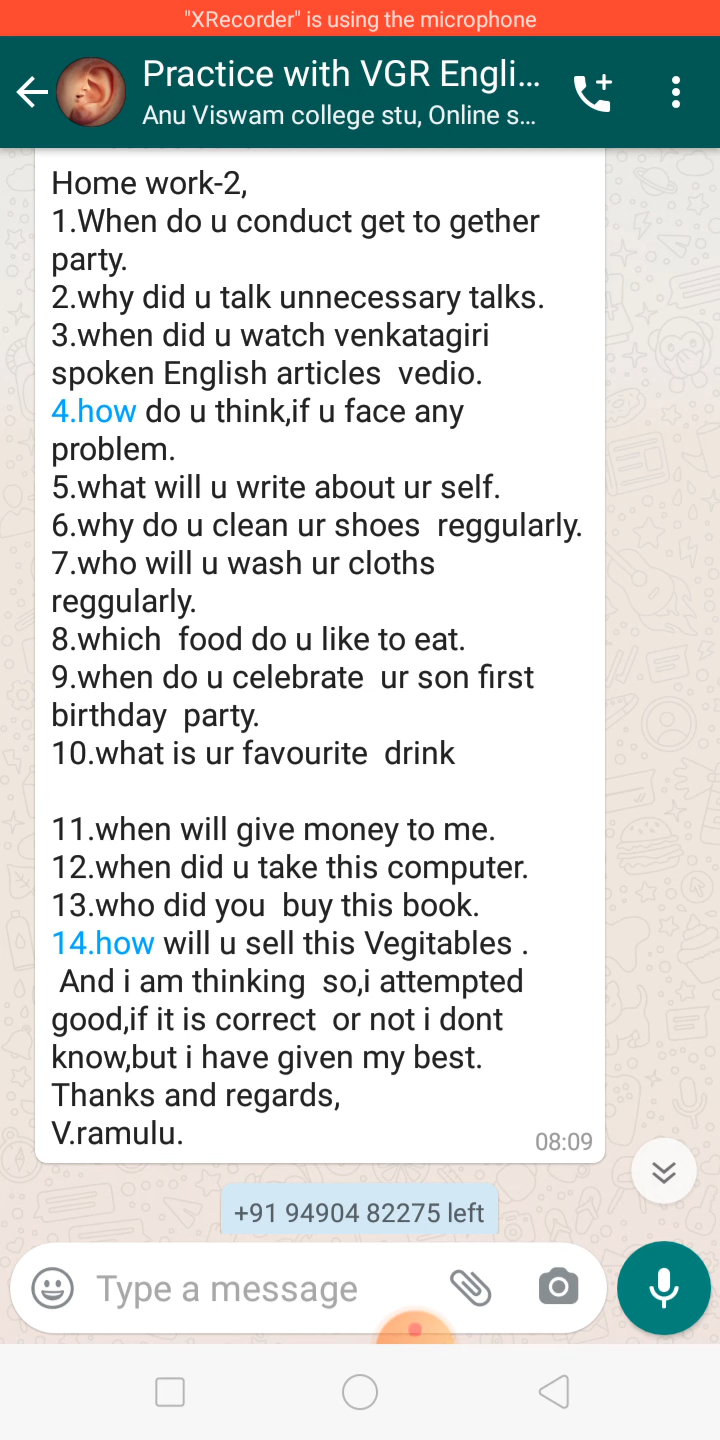 "XRecorder" is using the microphone
Practice with VGR Engli...
Anu Viswam college stu, Online s...
Home work-2,
1.When do u conduct get to gether
party.
2.why did u talk unnecessary talks.
3.when did u watch venkatagiri
spoken English articles  vedio.
4.how do u think,if u face any
problem.
5.what will u write about ur self.
6.why do u clean ur shoes  reggularly.
7.who will u wash ur cloths
reggularly.
8.which  food do u like to eat.
9.when do u celebrate  ur son first
birthday  party.
10.what is ur favourite  drink

11.when will give money to me.
12.when did u take this computer.
13.who did you  buy this book.
14.how will u sell this Vegitables .
 And i am thinking  so,i attempted
good,if it is correct  or not i dont
know,but i have given my best.
Thanks and regards,
V.ramulu.
08:09
+91 94904 82275 left
Type a message